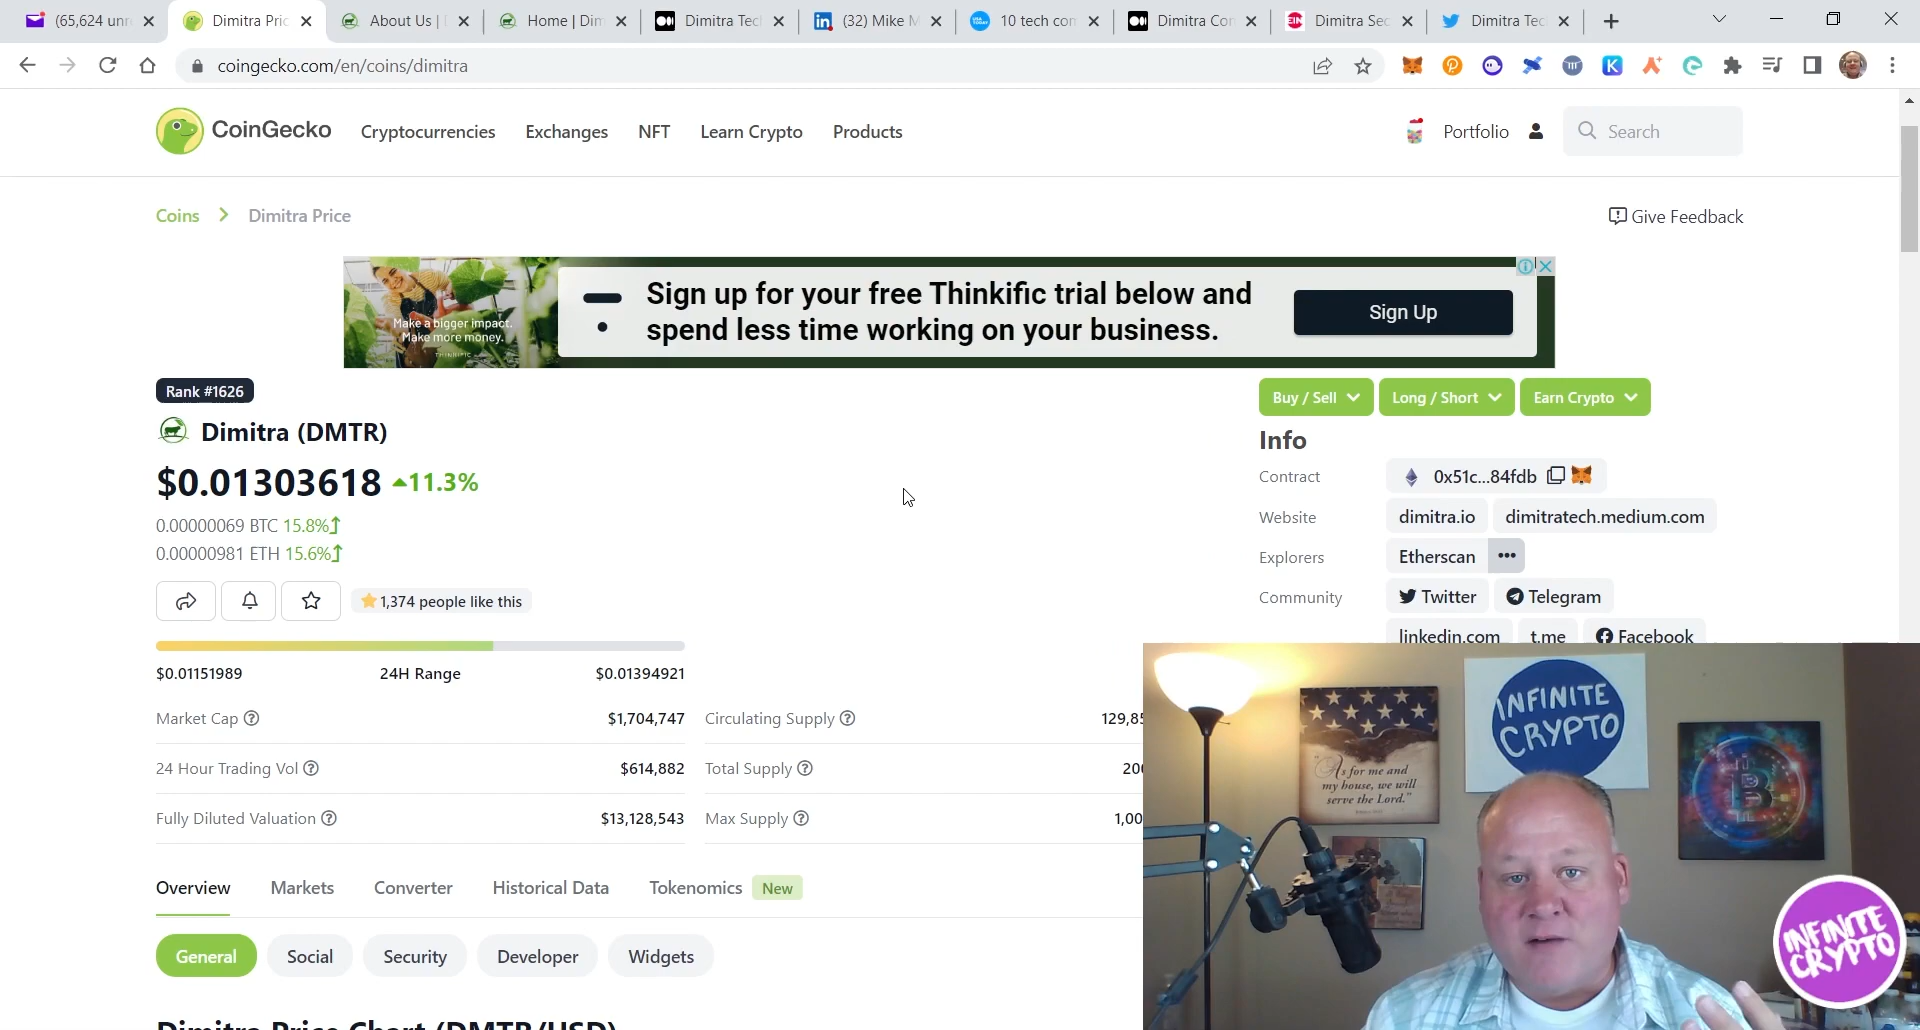 (65,624 unr
Dimitra Pric
About Us |
Home | Dim
Dimitra Tec
(32) Mike M
10 tech con
Dimitra Cor
Dimitra Sec
Dimitra Tec
coingecko.com/en/coins/dimitra
CoinGecko
Cryptocurrencies
Exchanges
NFT
Learn Crypto
Products
Portfolio
Search
Coins
Dimitra Price
Give Feedback
Make a bigger impact.
Make more money.
THINKIFIC
Sign up for your free Thinkific trial below and
spend less time working on your business.
Sign Up
Rank #1626
Dimitra (DMTR)
$0.01303618 11.3%
0.00000069 BTC 15.8%
0.00000981 ETH 15.6%
1,374 people like this
$0.01151989 24H Range $0.01394921
Market Cap $1,704,747
24 Hour Trading Vol $614,882
Fully Diluted Valuation $13,128,543
Circulating Supply 129,85
Total Supply 20
Max Supply 1,00
Buy / Sell
Long / Short
Earn Crypto
Info
Contract 0x51c...84fdb
Website dimitra.io dimitratech.medium.com
Explorers Etherscan
Community Twitter Telegram
linkedin.com t.me Facebook
Overview
Markets
Converter
Historical Data
Tokenomics New
General
Social
Security
Developer
Widgets
Dimitra Price Chart (DMTR/USD)
"As for me and
my house, we will
serve the Lord."
INFINITE
CRYPTO
INFINITE
CRYPTO